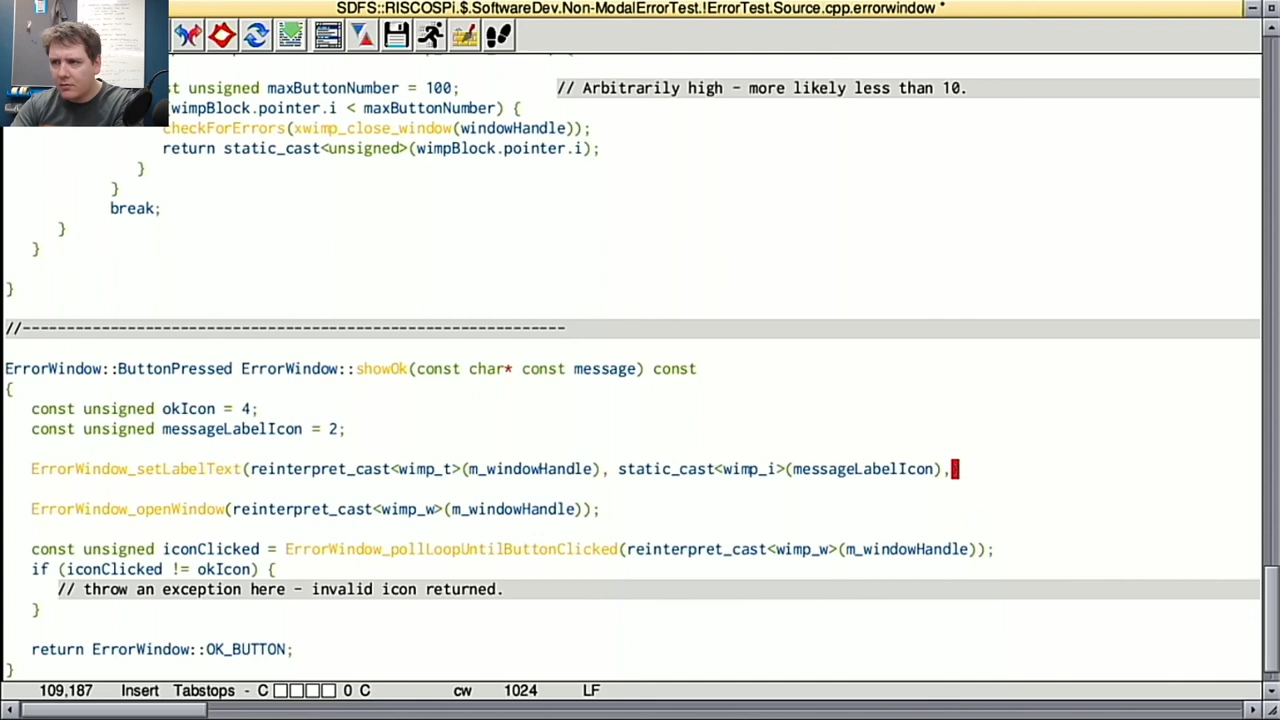 SDFS::RISCOSPi.$.SoftwareDev.Non-ModalErrorTest.!ErrorTest.Source.cpp.errorwindow *
st unsigned maxButtonNumber = 100; // Arbitrarily high - more likely less than 10.
(wimpBlock.pointer.i < maxButtonNumber) {
checkForErrors(xwimp_close_window(windowHandle));
return static_cast<unsigned>(wimpBlock.pointer.i);
}
}
break;
}
}
}
//--------------------------------------------------------------
ErrorWindow::ButtonPressed ErrorWindow::showOk(const char* const message) const
{
const unsigned okIcon = 4;
const unsigned messageLabelIcon = 2;
ErrorWindow_setLabelText(reinterpret_cast<wimp_t>(m_windowHandle), static_cast<wimp_i>(messageLabelIcon),
ErrorWindow_openWindow(reinterpret_cast<wimp_w>(m_windowHandle));
const unsigned iconClicked = ErrorWindow_pollLoopUntilButtonClicked(reinterpret_cast<wimp_w>(m_windowHandle));
if (iconClicked != okIcon) {
// throw an exception here - invalid icon returned.
}
return ErrorWindow::OK_BUTTON;
}
109,187 Insert Tabstops - C 0 C cw 1024 LF